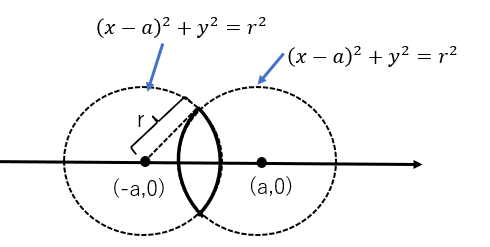 (x − a)² + y² = r²
(x − a)² + y² = r²
r
(-a,0)
(a,0)